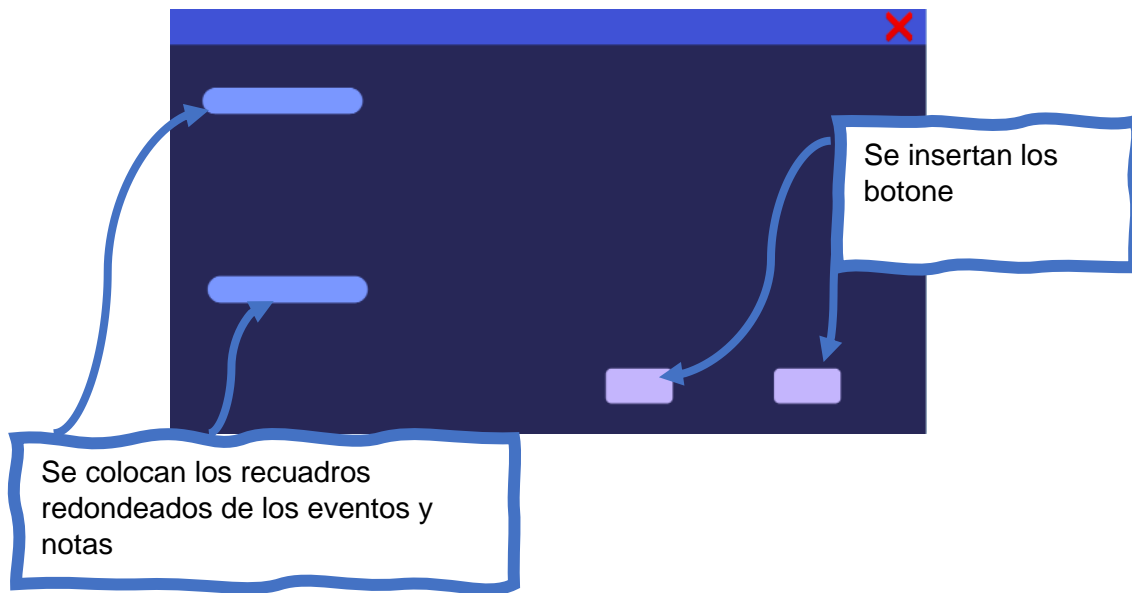 Se insertan los
botone
Se colocan los recuadros
redondeados de los eventos y
notas